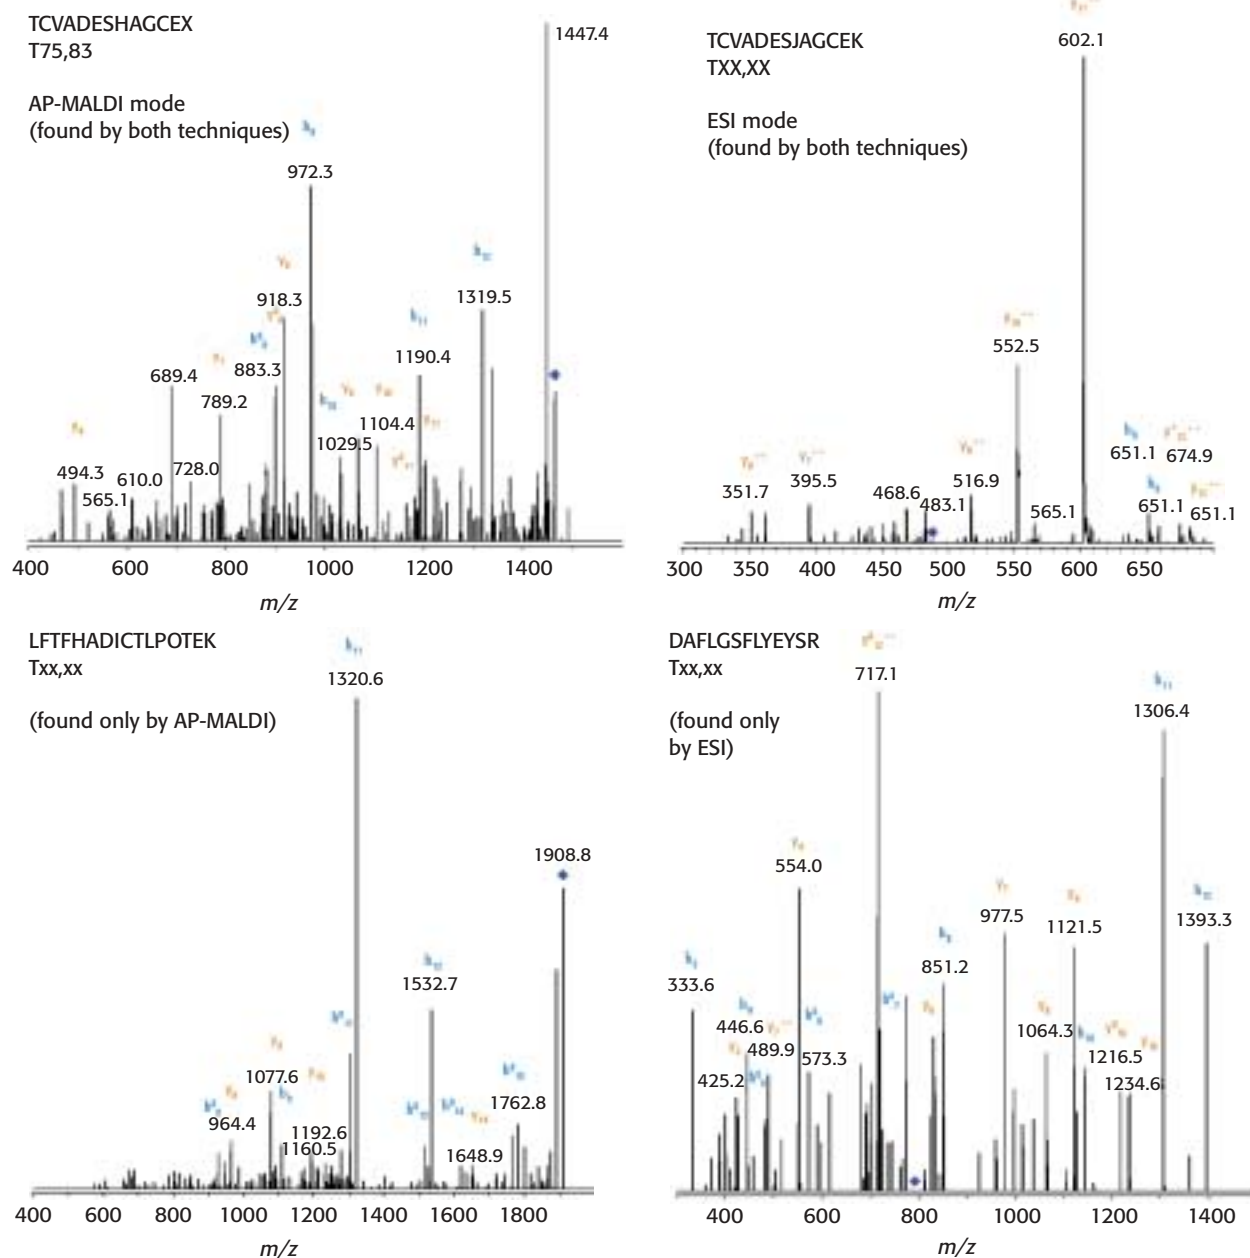 TCVADESHAGCEX
T75,83
AP-MALDI mode
(found by both techniques)
1447.4
972.3
918.3
883.3
689.4
789.2
494.3
565.1
610.0
728.0
1029.5
1104.4
1190.4
1319.5
400 600 800 1000 1200 1400
m/z
TCVADESJAGCEK
TXX,XX
ESI mode
(found by both techniques)
602.1
552.5
351.7
395.5
468.6
483.1
516.9
565.1
651.1 674.9
651.1
651.1
300 350 400 450 500 550 600 650
m/z
LFTFHADICTLPOTEK
Txx,xx
(found only by AP-MALDI)
1320.6
1908.8
1532.7
1077.6
964.4
1192.6
1160.5
1762.8
1648.9
400 600 800 1000 1200 1400 1600 1800
m/z
DAFLGSFLYEYSR
Txx,xx
(found only
by ESI)
717.1
1306.4
554.0
977.5
1121.5
1393.3
851.2
333.6
446.6
489.9
425.2
573.3
1064.3
1216.5
1234.6
400 600 800 1000 1200 1400
m/z